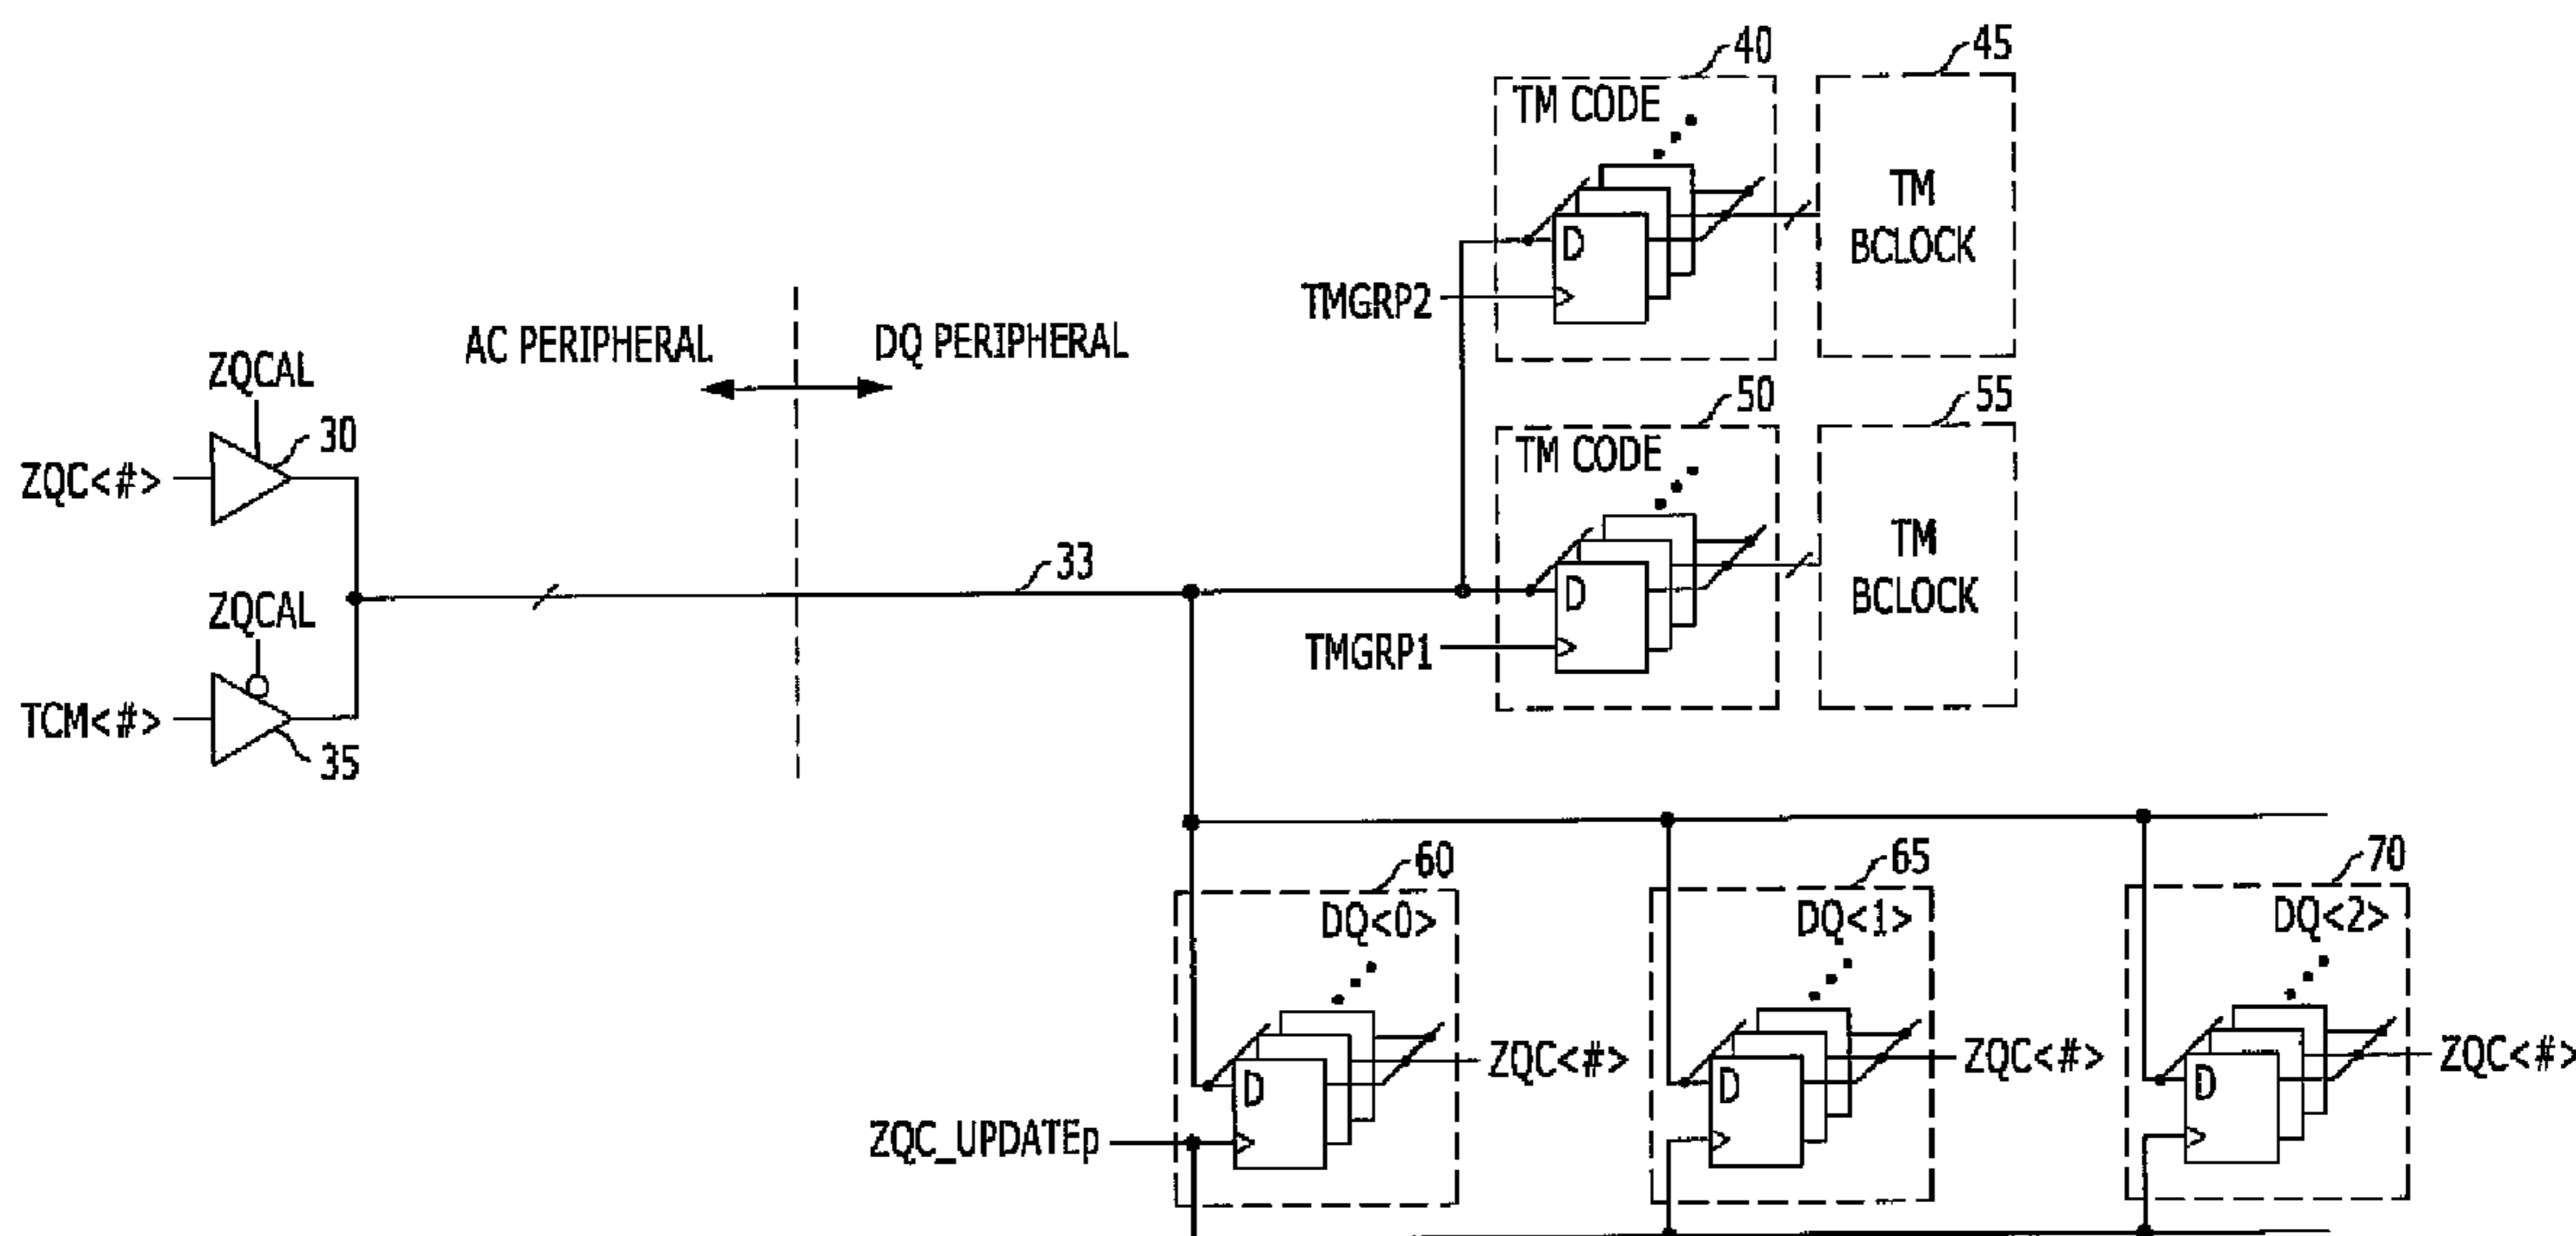 40
45
TM CODE
D
TM
BCLOCK
TMGRP2
AC PERIPHERAL
DQ PERIPHERAL
ZQCAL
30
ZQC<#>
50
55
TM CODE
D
TM
BCLOCK
TMGRP1
33
ZQCAL
TCM<#>
35
60
65
70
DQ<0>
DQ<1>
DQ<2>
D
D
D
ZQC<#>
ZQC<#>
ZQC<#>
ZQC_UPDATEp